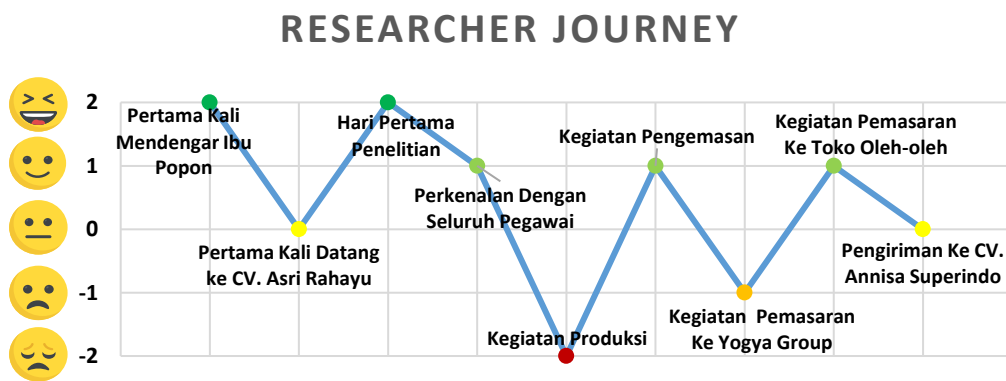 RESEARCHER JOURNEY
2
1
0
-1
-2
Pertama Kali
Mendengar Ibu
Popon
Pertama Kali Datang
ke CV. Asri Rahayu
Hari Pertama
Penelitian
Perkenalan Dengan
Seluruh Pegawai
Kegiatan Produksi
Kegiatan Pengemasan
Kegiatan Pemasaran
Ke Yogya Group
Kegiatan Pemasaran
Ke Toko Oleh-oleh
Pengiriman Ke CV.
Annisa Superindo